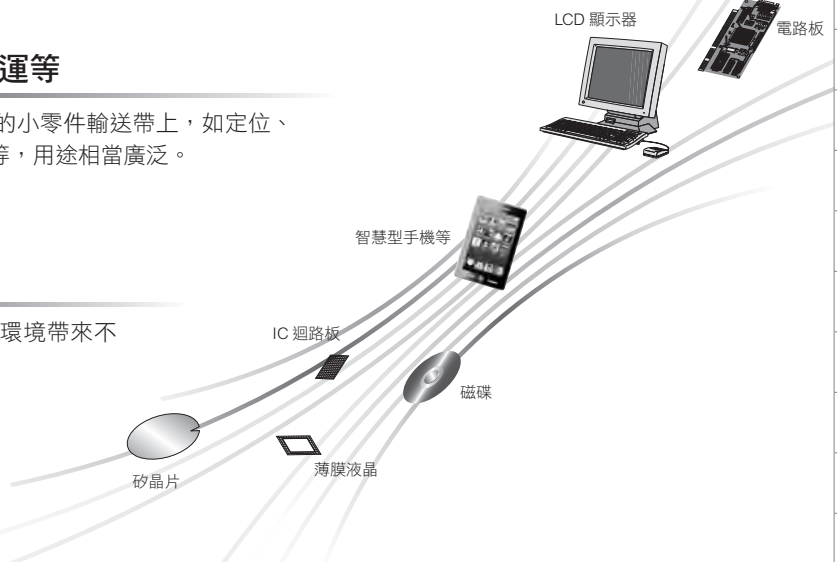 LCD 顯示器
電路板
運等
的小零件輸送帶上，如定位、
等，用途相當廣泛。
智慧型手機等
環境帶來不
IC 迴路板
磁碟
薄膜液晶
矽晶片